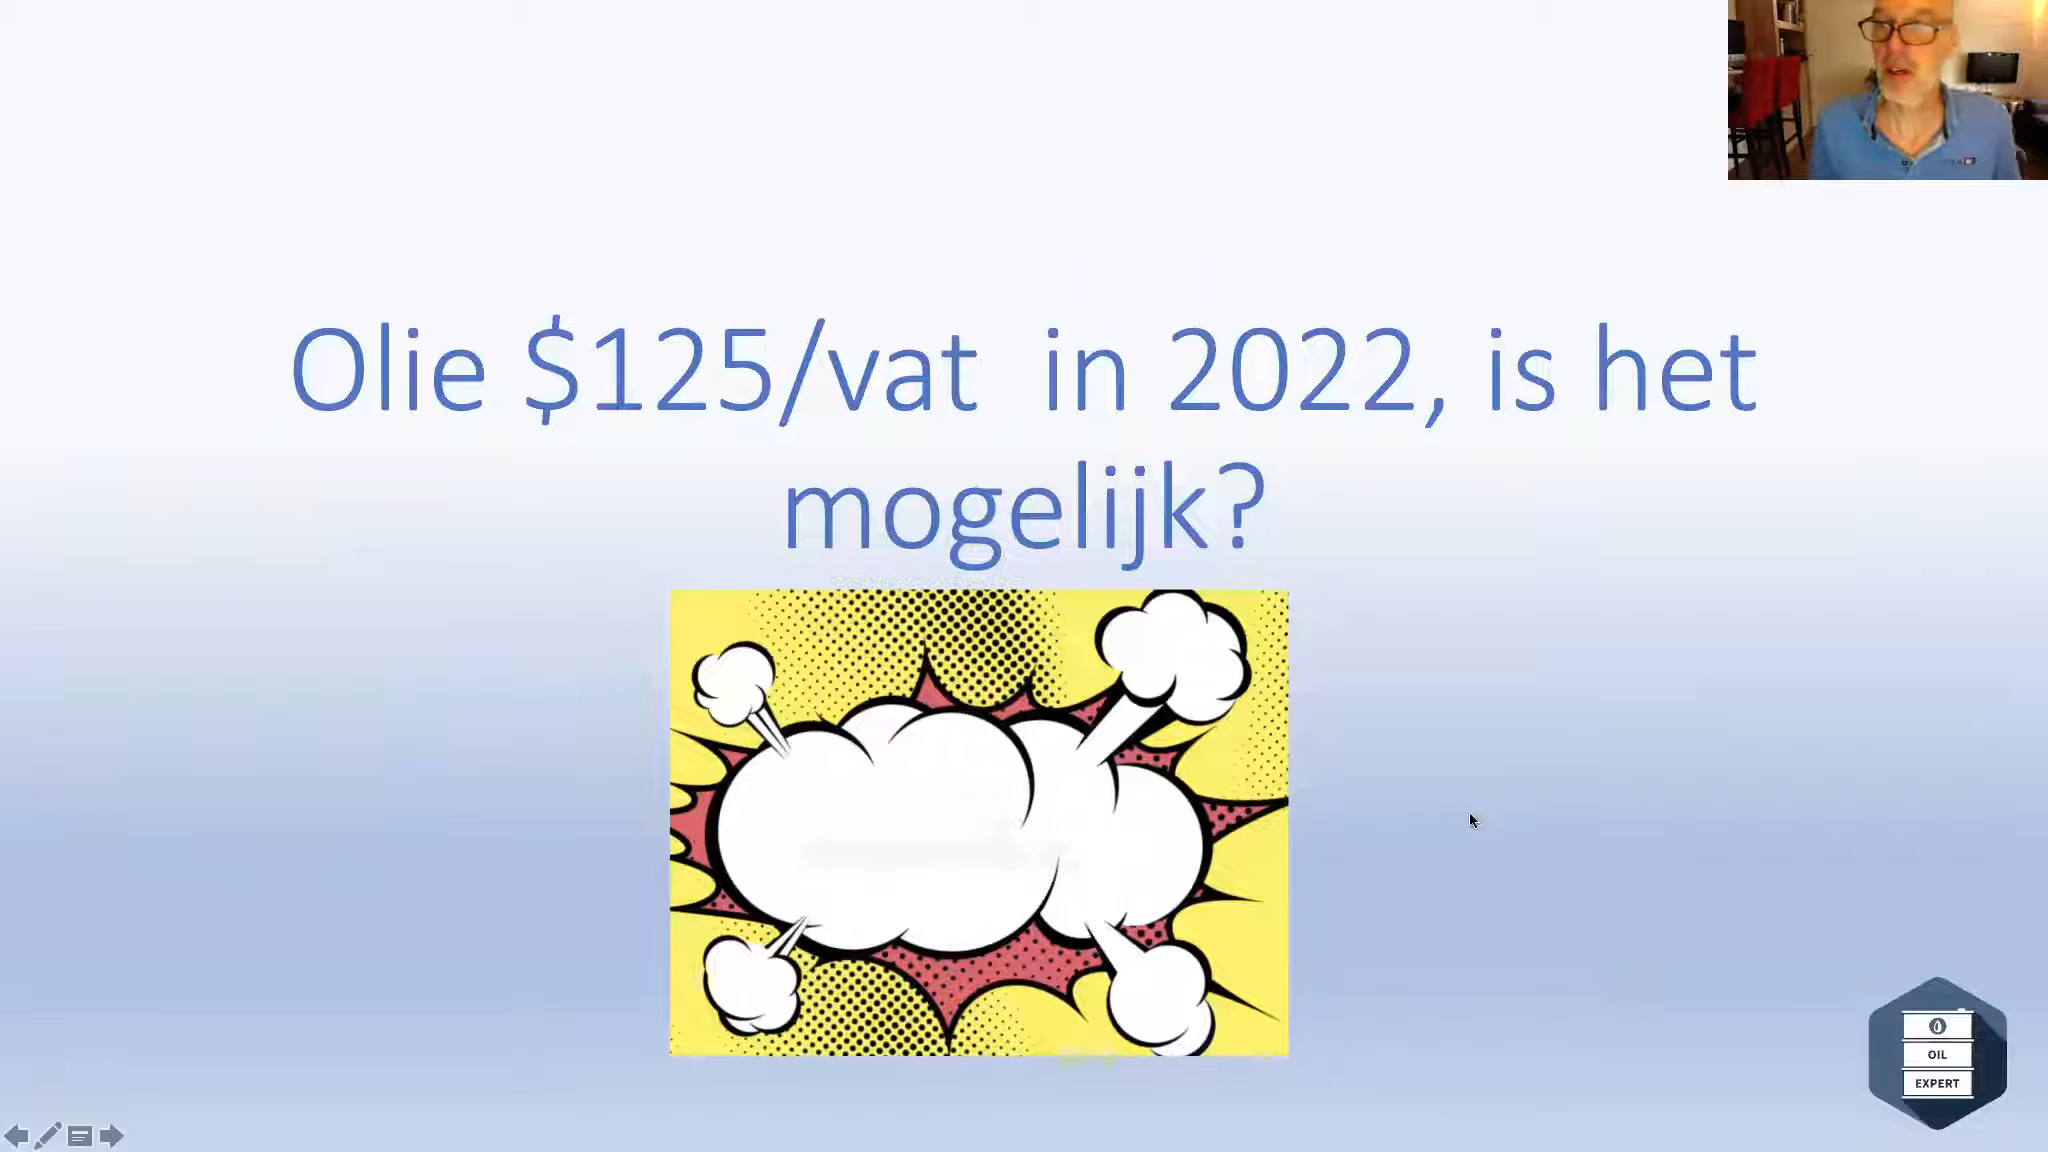 Olie $125/vat  in 2022, is het
mogelijk?
OIL
EXPERT